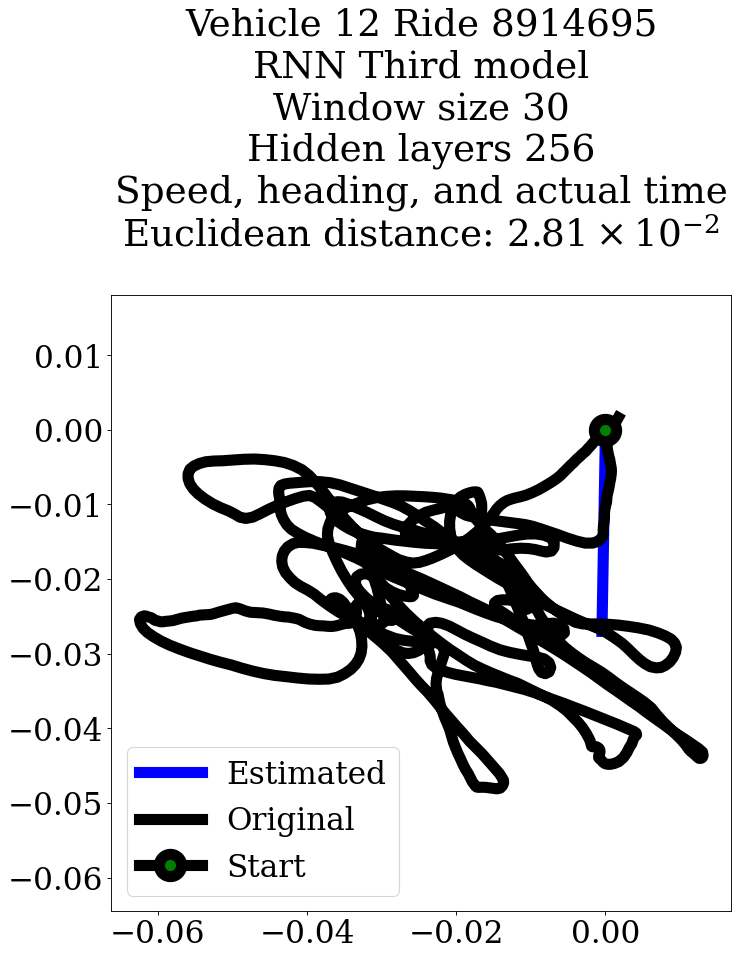 Vehicle 12 Ride 8914695
RNN Third model
Window size 30
Hidden layers 256
Speed, heading, and actual time
Euclidean distance: 2.81 × 10⁻²
0.01
0.00
−0.01
−0.02
−0.03
−0.04
−0.05
−0.06
Estimated
Original
Start
−0.06 −0.04 −0.02 0.00